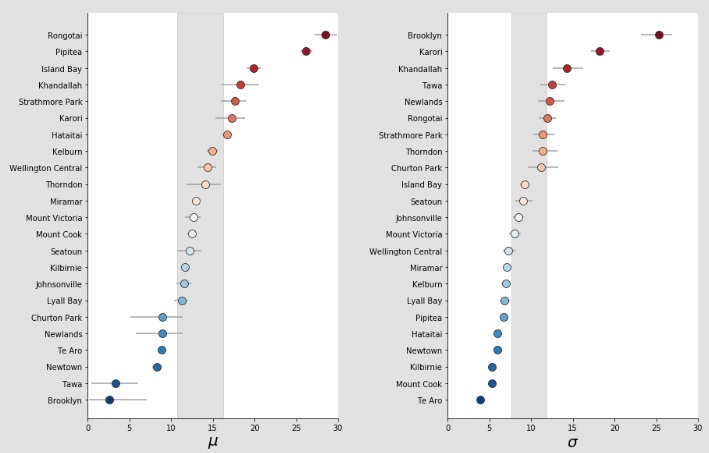 Rongotai
Pipitea
Island Bay
Khandallah
Strathmore Park
Karori
Hataitai
Kelburn
Wellington Central
Thorndon
Miramar
Mount Victoria
Mount Cook
Seatoun
Kilbirnie
Johnsonville
Lyall Bay
Churton Park
Newlands
Te Aro
Newtown
Tawa
Brooklyn
0 5 10 15 20 25 30
μ
Brooklyn
Karori
Khandallah
Tawa
Newlands
Rongotai
Strathmore Park
Thorndon
Churton Park
Island Bay
Seatoun
Johnsonville
Mount Victoria
Wellington Central
Miramar
Kelburn
Lyall Bay
Pipitea
Hataitai
Newtown
Kilbirnie
Mount Cook
Te Aro
0 5 10 15 20 25 30
σ